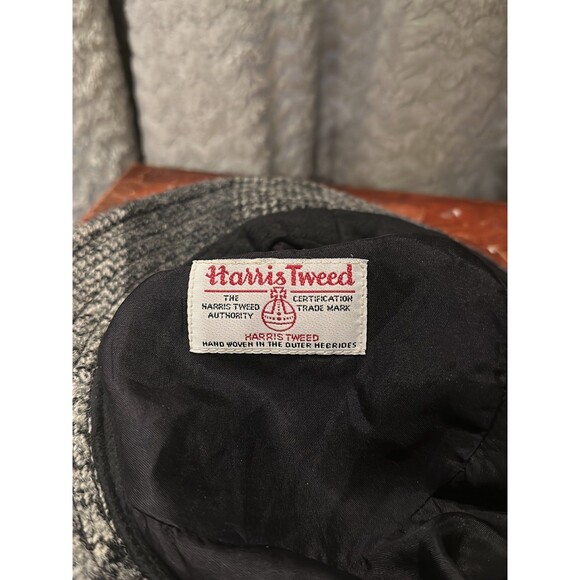 Harris Tweed
THE HARRIS TWEED AUTHORITY
CERTIFICATION TRADE MARK
HARRIS TWEED
HAND WOVEN IN THE OUTER HEBRIDES